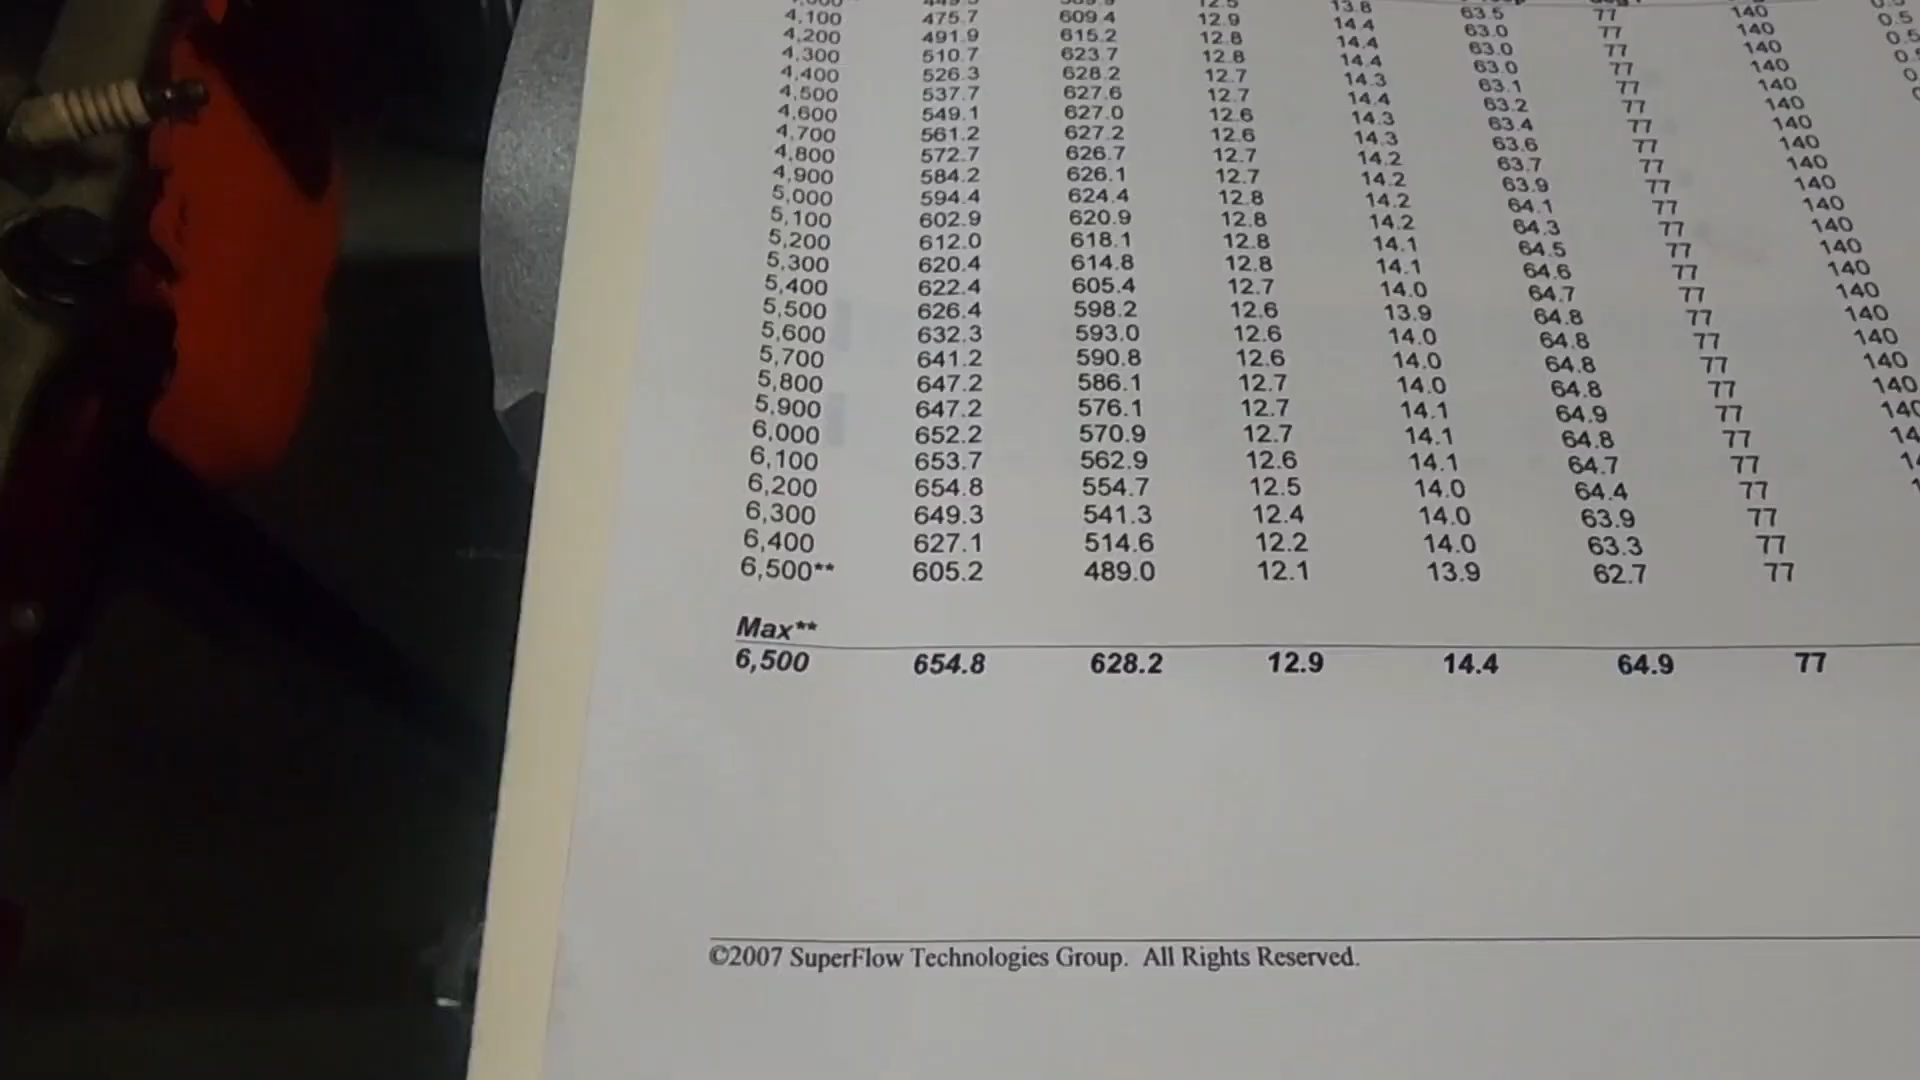 12.5 13.8 63.5 77 140 0.5
4,100 475.7 609.4 12.9 14.4 63.0 77 140
4,200 491.9 615.2 12.8 14.4 63.0 77 140
4,300 510.7 623.7 12.8 14.4 63.0 77 140
4,400 526.3 628.2 12.7 14.3 63.1 77 140
4,500 537.7 627.6 12.7 14.4 63.2 77 140
4,600 549.1 627.0 12.6 14.3 63.4 77 140
4,700 561.2 627.2 12.6 14.3 63.6 77 140
4,800 572.7 626.7 12.7 14.2 63.7 77 140
4,900 584.2 626.1 12.7 14.2 63.9 77 140
5,000 594.4 624.4 12.8 14.2 64.1 77 140
5,100 602.9 620.9 12.8 14.2 64.3 77 140
5,200 612.0 618.1 12.8 14.1 64.5 77 140
5,300 620.4 614.8 12.8 14.1 64.6 77 140
5,400 622.4 605.4 12.7 14.0 64.7 77 140
5,500 626.4 598.2 12.6 13.9 64.8 77 140
5,600 632.3 593.0 12.6 14.0 64.8 77 140
5,700 641.2 590.8 12.6 14.0 64.8 77 140
5,800 647.2 586.1 12.7 14.0 64.8 77 140
5,900 647.2 576.1 12.7 14.1 64.9 77
6,000 652.2 570.9 12.7 14.1 64.8 77
6,100 653.7 562.9 12.6 14.1 64.7 77
6,200 654.8 554.7 12.5 14.0 64.4 77
6,300 649.3 541.3 12.4 14.0 63.9 77
6,400 627.1 514.6 12.2 14.0 63.3 77
6,500** 605.2 489.0 12.1 13.9 62.7 77
Max**
6,500 654.8 628.2 12.9 14.4 64.9 77
©2007 SuperFlow Technologies Group. All Rights Reserved.